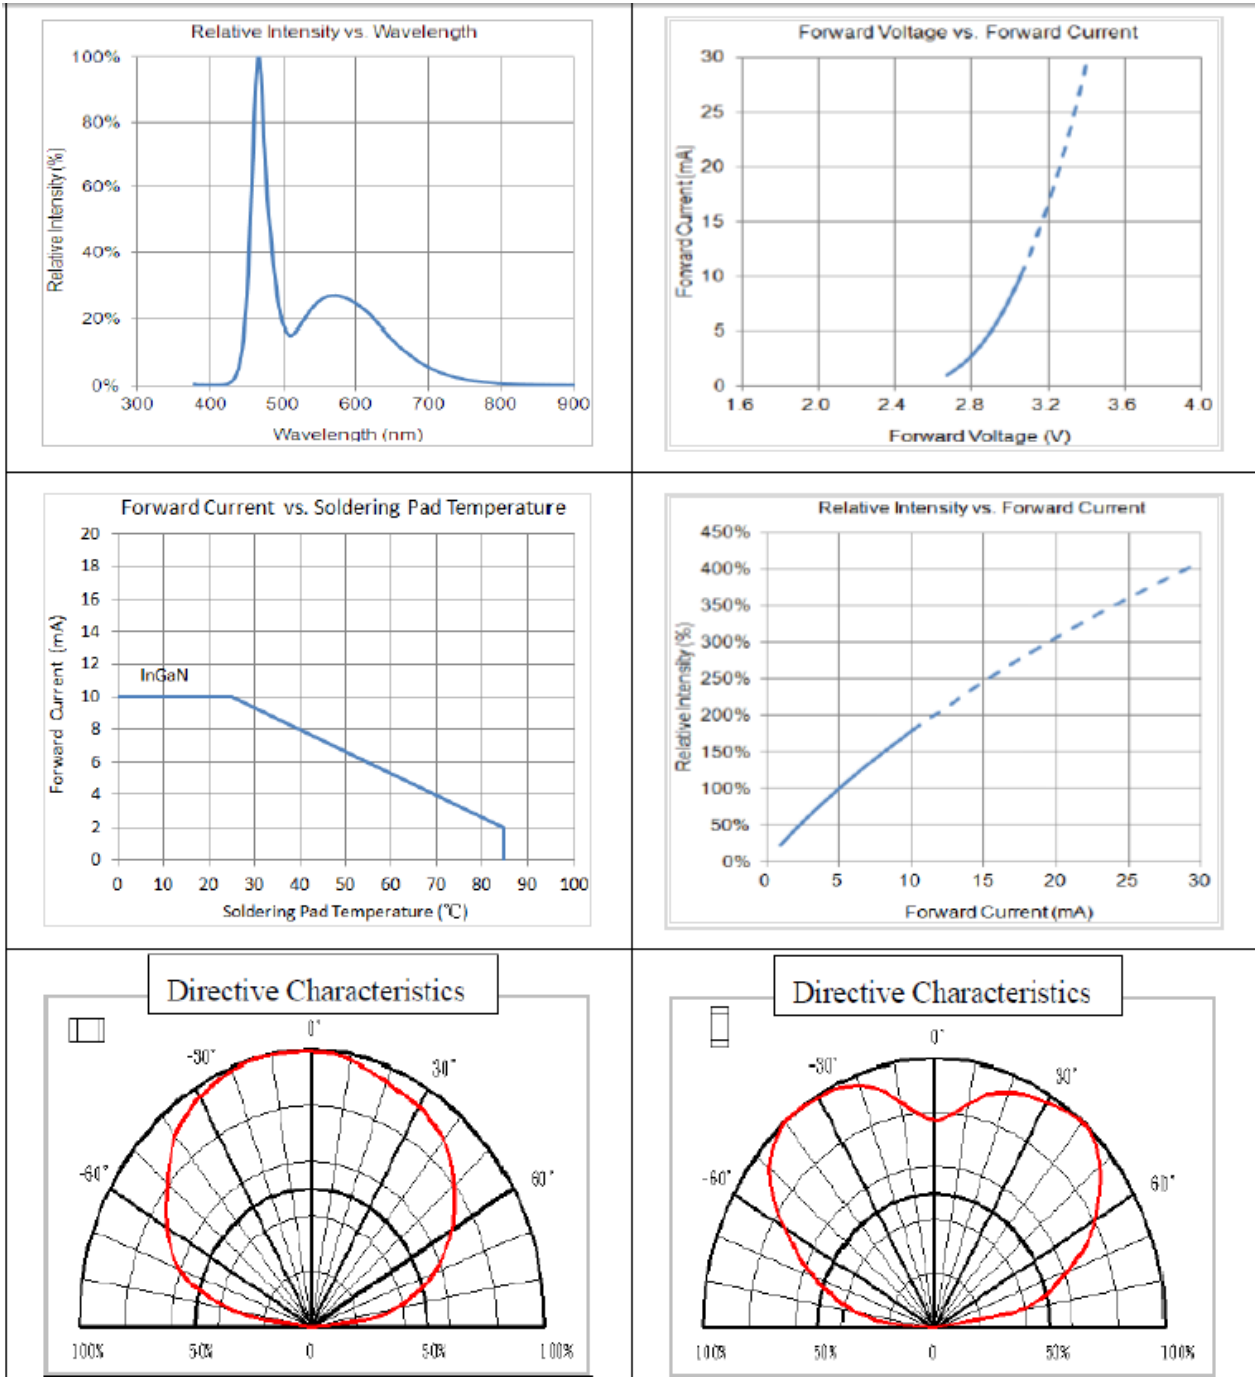 Relative Intensity vs. Wavelength
100%
80%
60%
40%
20%
0%
Relative Intensity (%)
300 400 500 600 700 800 900
Wavelength (nm)
Forward Voltage vs. Forward Current
30
25
20
15
10
5
0
Forward Current (mA)
1.6 2.0 2.4 2.8 3.2 3.6 4.0
Forward Voltage (V)
Forward Current vs. Soldering Pad Temperature
20
18
16
14
12
10
8
6
4
2
0
Forward Current (mA)
InGaN
0 10 20 30 40 50 60 70 80 90 100
Soldering Pad Temperature (℃)
Relative Intensity vs. Forward Current
450%
400%
350%
300%
250%
200%
150%
100%
50%
0%
Relative Intensity (%)
0 5 10 15 20 25 30
Forward Current (mA)
Directive Characteristics
0°
-30° 30°
-60° 60°
100% 50% 0 50% 100%
Directive Characteristics
0°
-30° 30°
-60° 60°
100% 50% 0 50% 100%